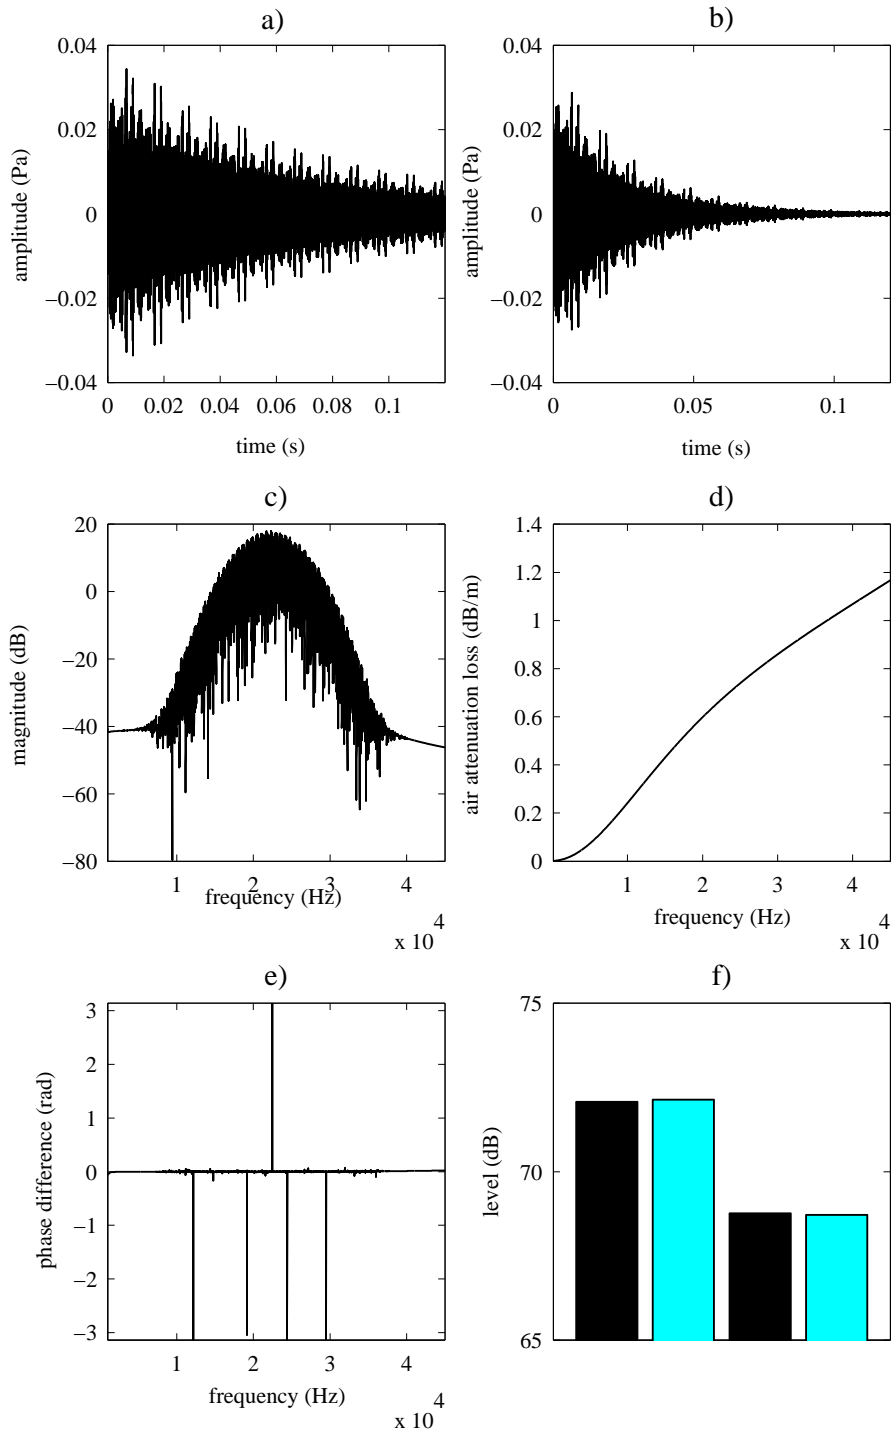 a)
0.04
0.02
0
−0.02
−0.04
amplitude (Pa)
0 0.02 0.04 0.06 0.08 0.1
time (s)
b)
0.04
0.02
0
−0.02
−0.04
amplitude (Pa)
0 0.05 0.1
time (s)
c)
20
0
−20
−40
−60
−80
magnitude (dB)
1 2 3 4
frequency (Hz)
x 10 4
d)
1.4
1.2
1
0.8
0.6
0.4
0.2
0
air attenuation loss (dB/m)
1 2 3 4
frequency (Hz)
x 10 4
e)
3
2
1
0
−1
−2
−3
phase difference (rad)
1 2 3 4
frequency (Hz)
x 10 4
f)
75
70
65
level (dB)